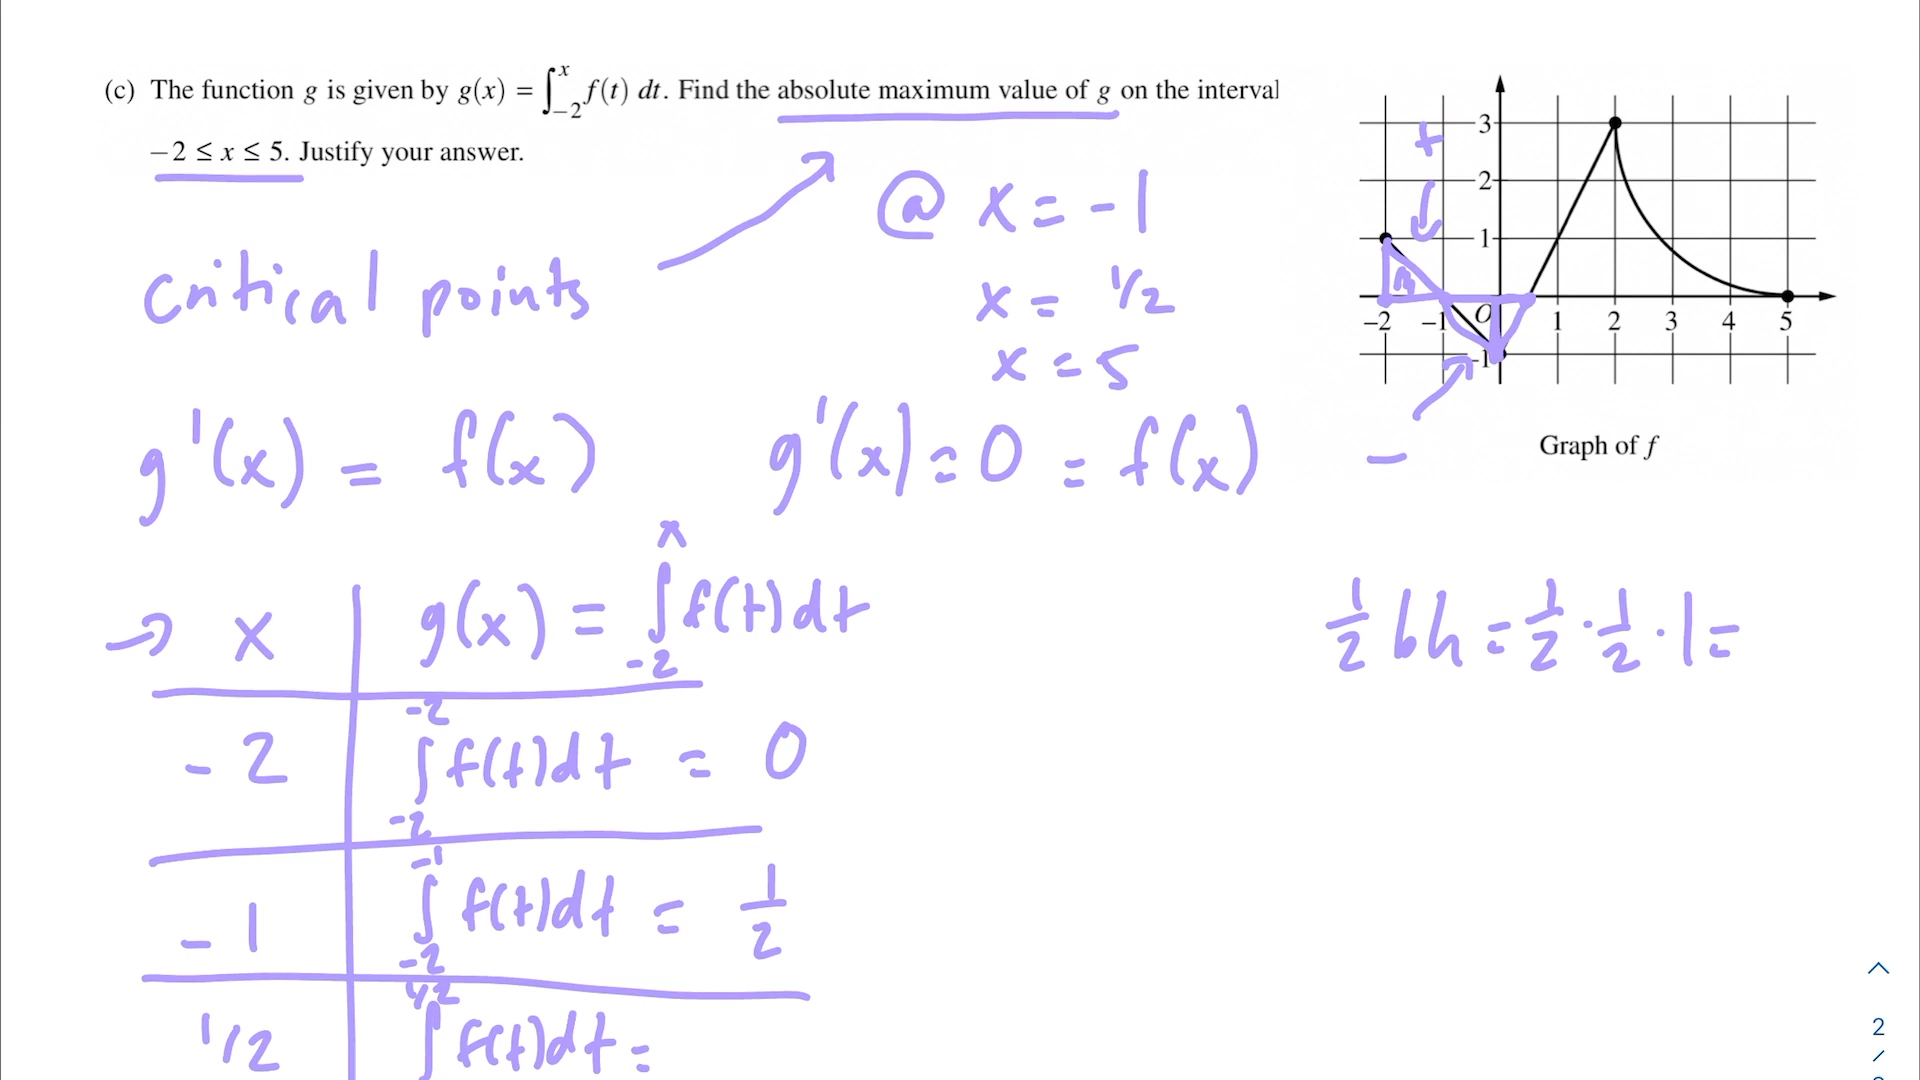 (c) The function g is given by g(x) = ∫_{-2}^{x} f(t) dt. Find the absolute maximum value of g on the interval
−2 ≤ x ≤ 5. Justify your answer.
@ x = -1
x = 1/2
x = 5
critical points
g'(x) = f(x)
g'(x) = 0 = f(x)
+
3
2
1
-1
−2 −1 O 1 2 3 4 5
−
Graph of f
→ x | g(x) = ∫_{-2}^{x} f(t)dt
½ bh = ½ · ½ · 1 =
-2 | ∫_{-2}^{-2} f(t)dt = 0
-1 | ∫_{-2}^{-1} f(t)dt = ½
1/2 | ∫^{1/2} f(t)dt =
2
/